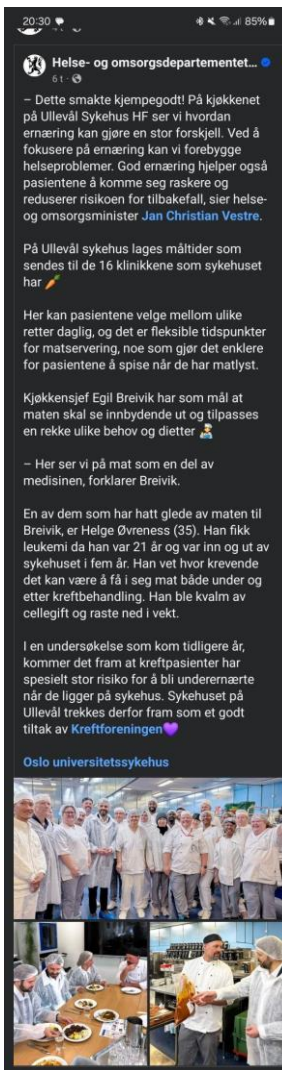 20:30
85%
Helse- og omsorgsdepartementet...
6 t ·
– Dette smakte kjempegodt! På kjøkkenet
på Ullevål Sykehus HF ser vi hvordan
ernæring kan gjøre en stor forskjell. Ved å
fokusere på ernæring kan vi forebygge
helseproblemer. God ernæring hjelper også
pasientene å komme seg raskere og
reduserer risikoen for tilbakefall, sier helse-
og omsorgsminister Jan Christian Vestre.
På Ullevål sykehus lages måltider som
sendes til de 16 klinikkene som sykehuset
har 🥕
Her kan pasientene velge mellom ulike
retter daglig, og det er fleksible tidspunkter
for matservering, noe som gjør det enklere
for pasientene å spise når de har matlyst.
Kjøkkensjef Egil Breivik har som mål at
maten skal se innbydende ut og tilpasses
en rekke ulike behov og dietter 🧑‍🍳
– Her ser vi på mat som en del av
medisinen, forklarer Breivik.
En av dem som har hatt glede av maten til
Breivik, er Helge Øvreness (35). Han fikk
leukemi da han var 21 år og var inn og ut av
sykehuset i fem år. Han vet hvor krevende
det kan være å få i seg mat både under og
etter kreftbehandling. Han ble kvalm av
cellegift og raste ned i vekt.
I en undersøkelse som kom tidligere år,
kommer det fram at kreftpasienter har
spesielt stor risiko for å bli underernærte
når de ligger på sykehus. Sykehuset på
Ullevål trekkes derfor fram som et godt
tiltak av Kreftforeningen💜
Oslo universitetssykehus